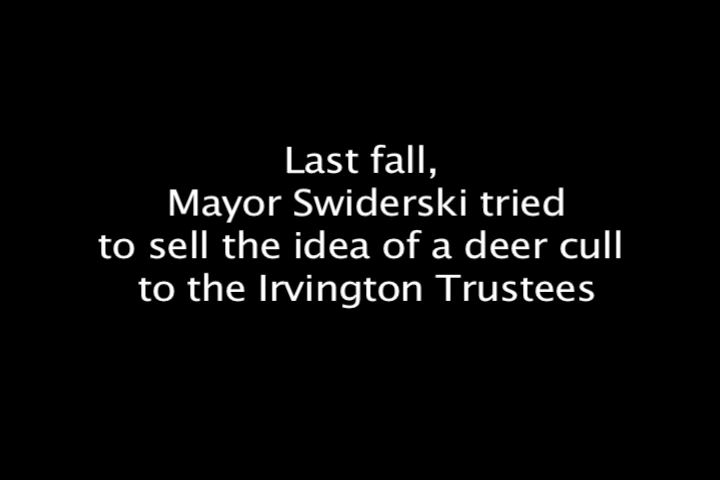 Last fall,
Mayor Swiderski tried
to sell the idea of a deer cull
to the Irvington Trustees